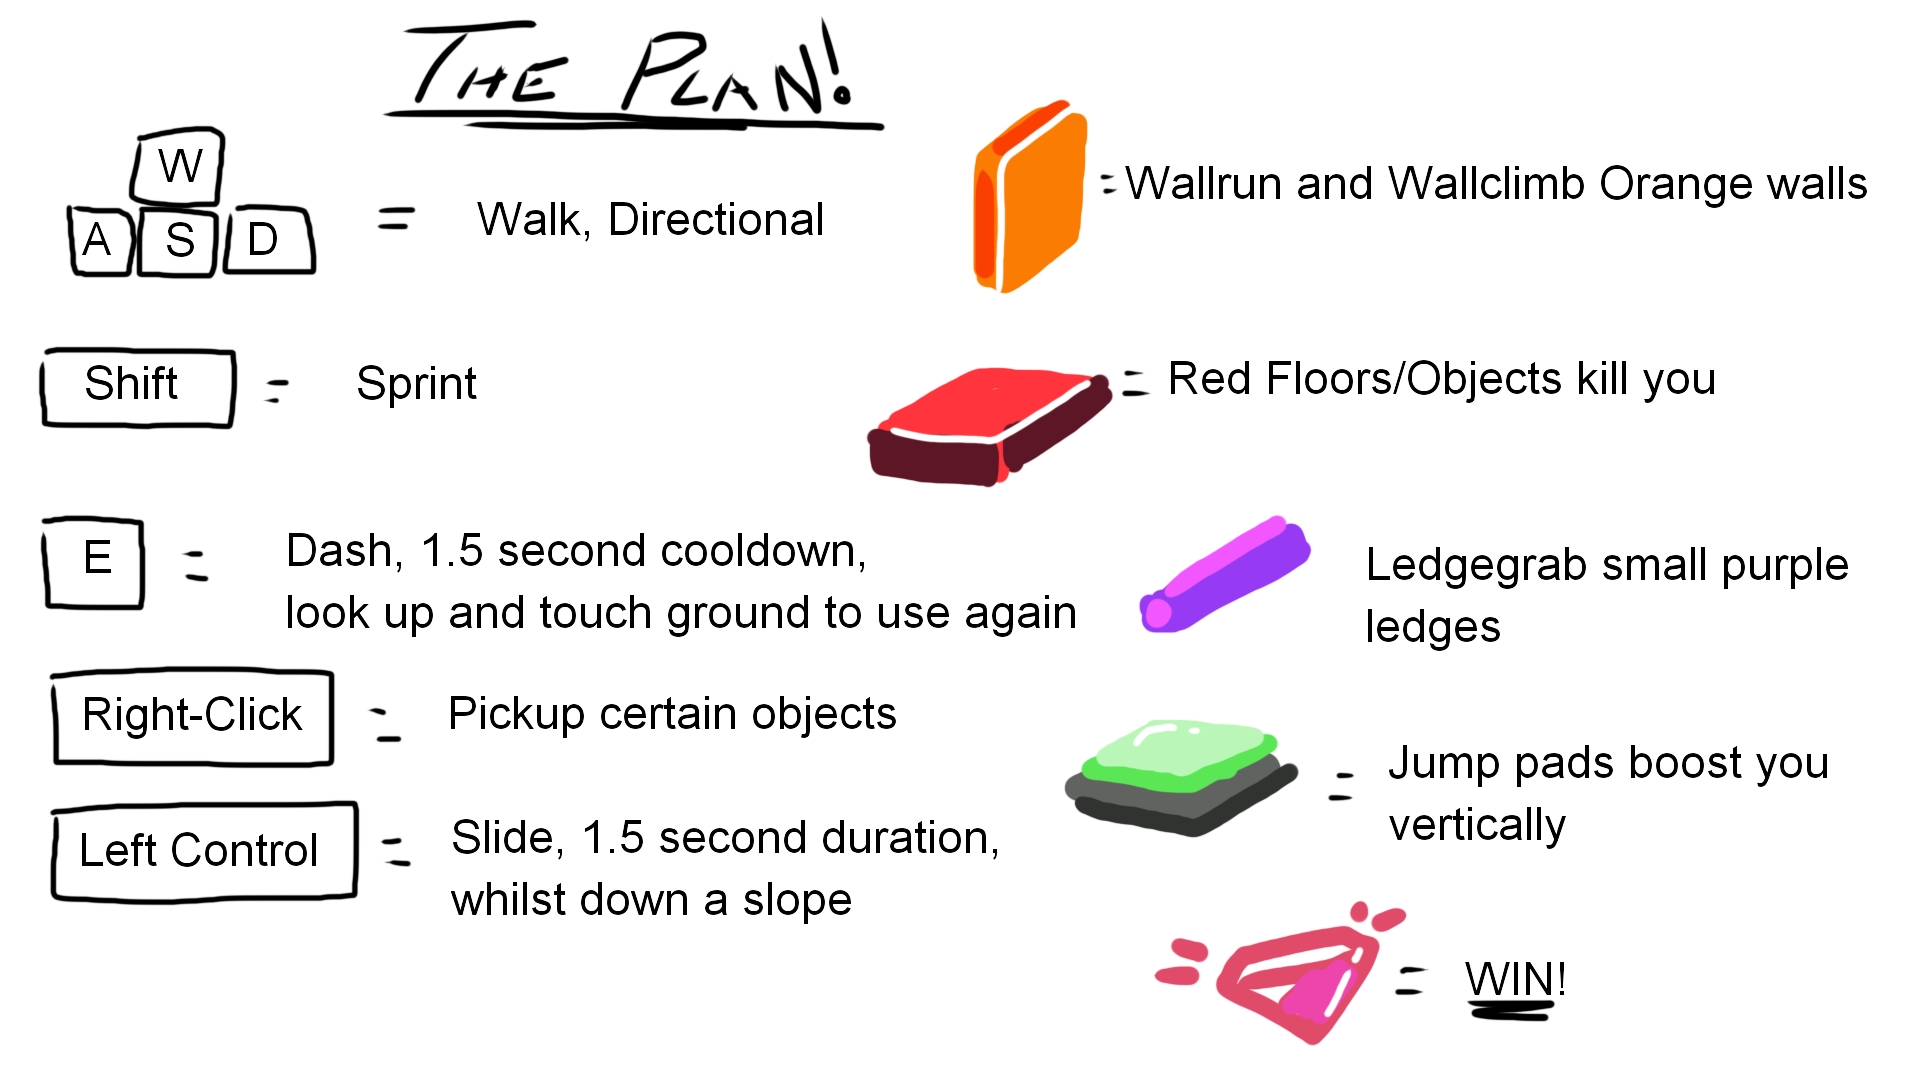 THE PLAN!
W
A S D = Walk, Directional
Shift = Sprint
E = Dash, 1.5 second cooldown,
look up and touch ground to use again
Right-Click = Pickup certain objects
Left Control = Slide, 1.5 second duration,
whilst down a slope
= Wallrun and Wallclimb Orange walls
= Red Floors/Objects kill you
Ledgegrab small purple
ledges
= Jump pads boost you
vertically
= WIN!